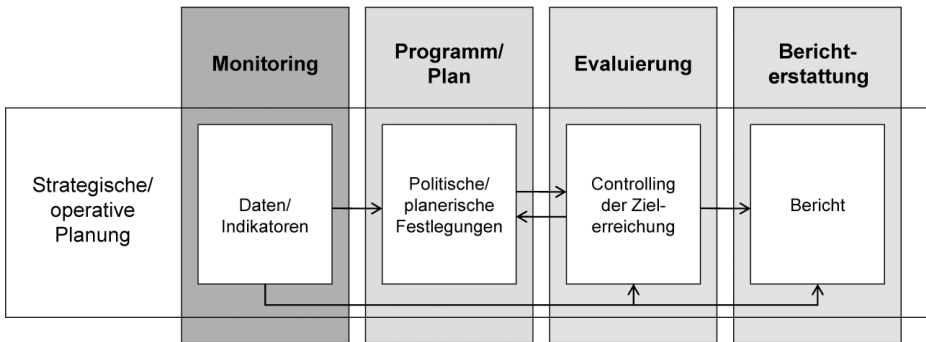 Monitoring
Programm/
Plan
Evaluierung
Bericht-
erstattung
Strategische/
operative
Planung
Daten/
Indikatoren
Politische/
planerische
Festlegungen
Controlling
der Ziel-
erreichung
Bericht